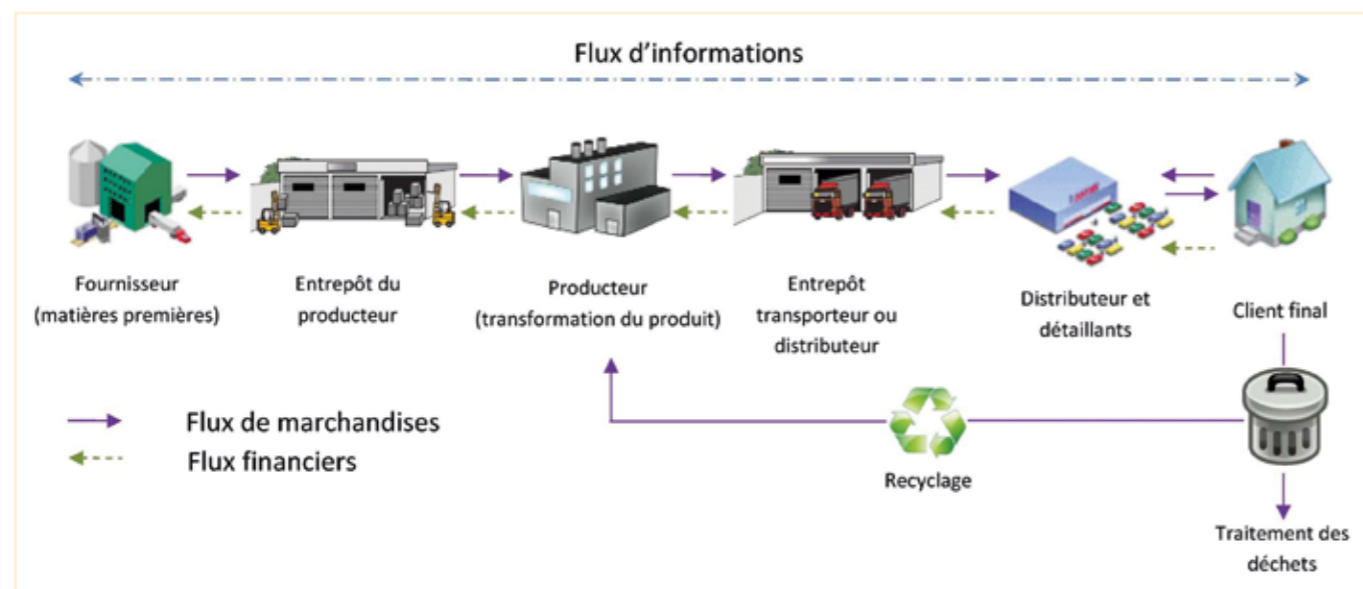 Flux d'informations
Fournisseur
(matières premières)
Entrepôt du
producteur
Producteur
(transformation du produit)
Entrepôt
transporteur ou
distributeur
Distributeur et
détaillants
Client final
Flux de marchandises
Flux financiers
Recyclage
Traitement des
déchets